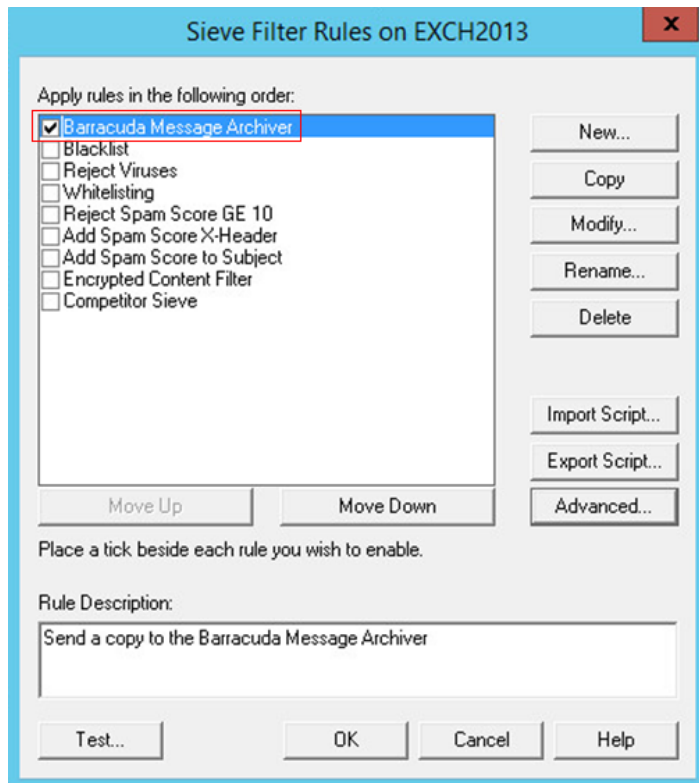 Sieve Filter Rules on EXCH2013
x
Apply rules in the following order:
Barracuda Message Archiver
Blacklist
Reject Viruses
Whitelisting
Reject Spam Score GE 10
Add Spam Score X-Header
Add Spam Score to Subject
Encrypted Content Filter
Competitor Sieve
New...
Copy
Modify...
Rename...
Delete
Import Script...
Export Script...
Advanced...
Move Up
Move Down
Place a tick beside each rule you wish to enable.
Rule Description:
Send a copy to the Barracuda Message Archiver
Test...
OK
Cancel
Help